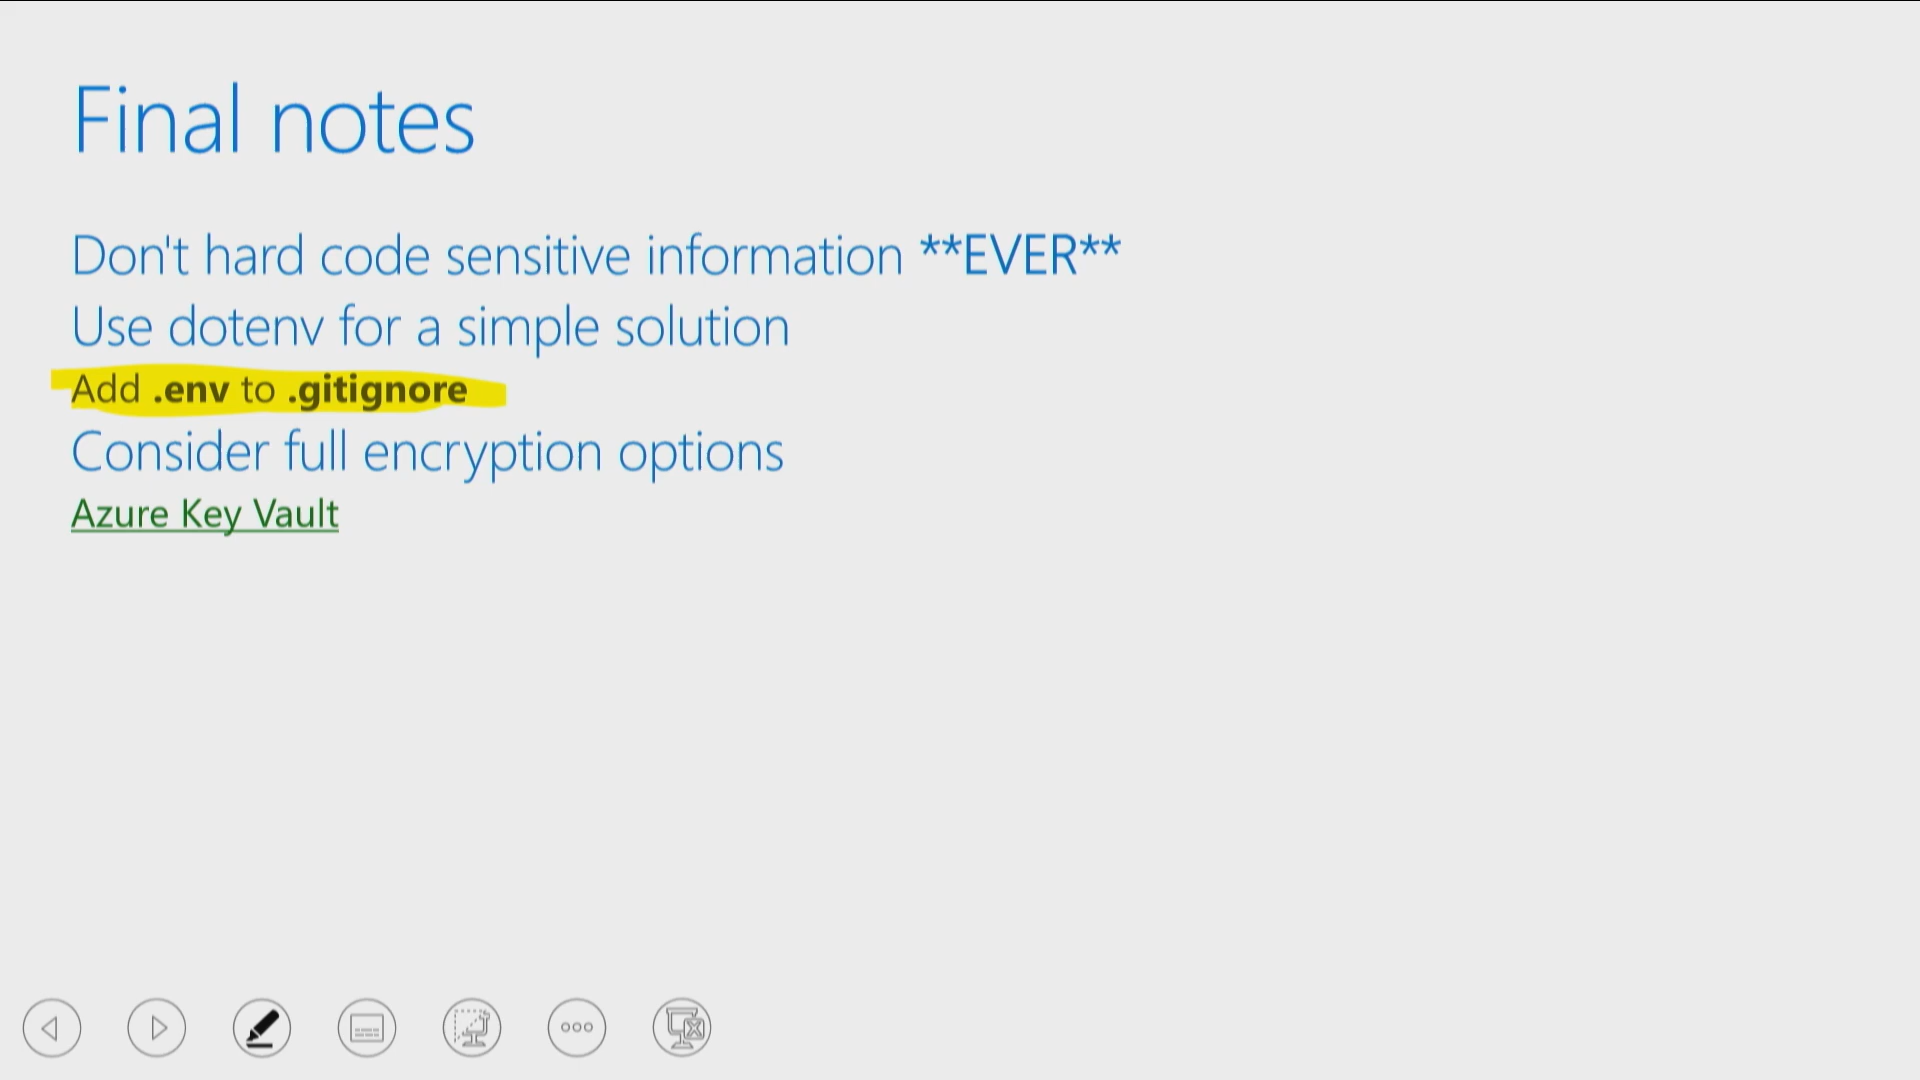 Final notes
Don't hard code sensitive information **EVER**
Use dotenv for a simple solution
Add .env to .gitignore
Consider full encryption options
Azure Key Vault